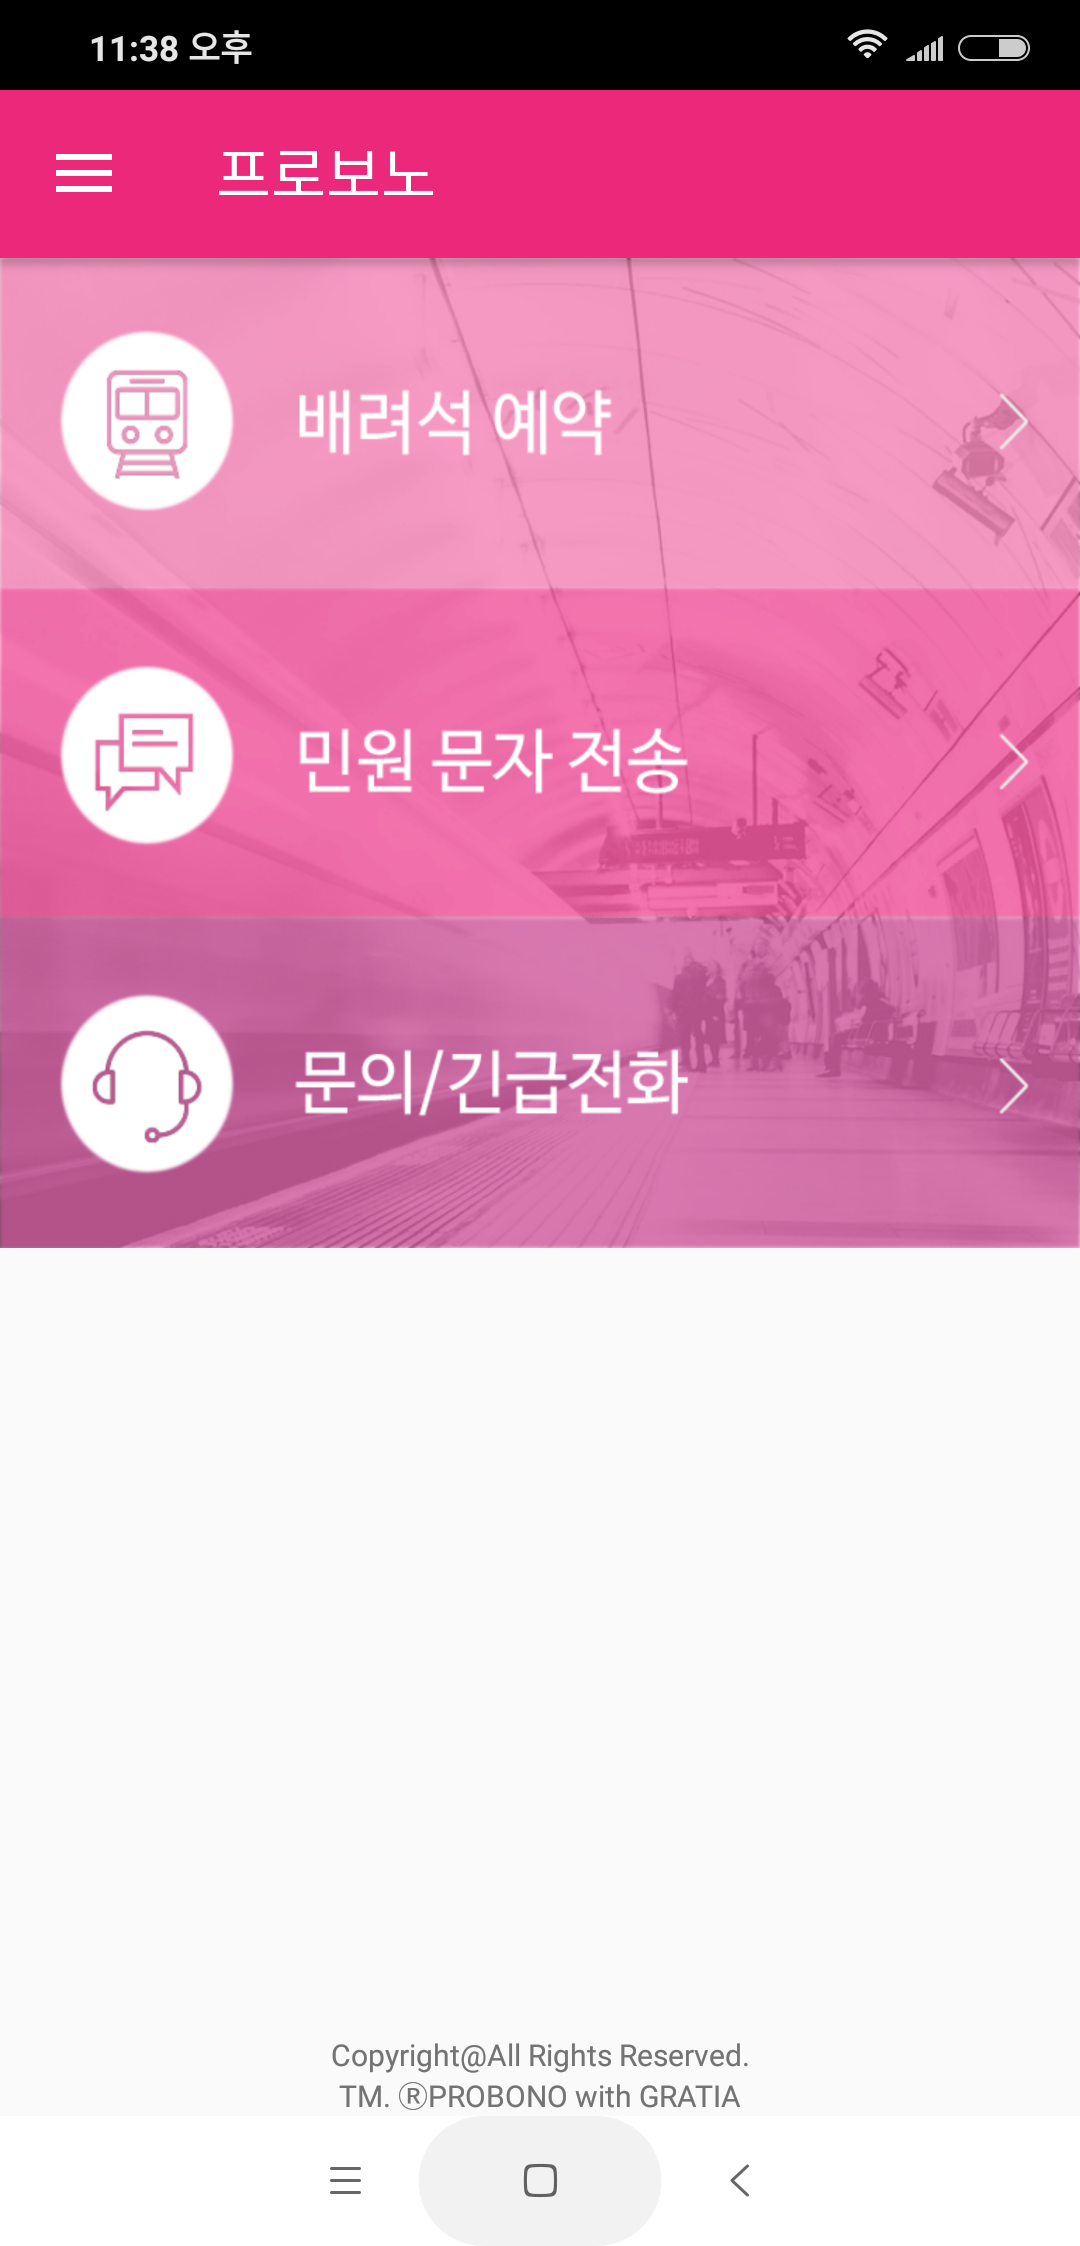 11:38 오후
프로보노
배려석 예약
민원 문자 전송
문의/긴급전화
Copyright@All Rights Reserved.
TM. ⓇPROBONO with GRATIA